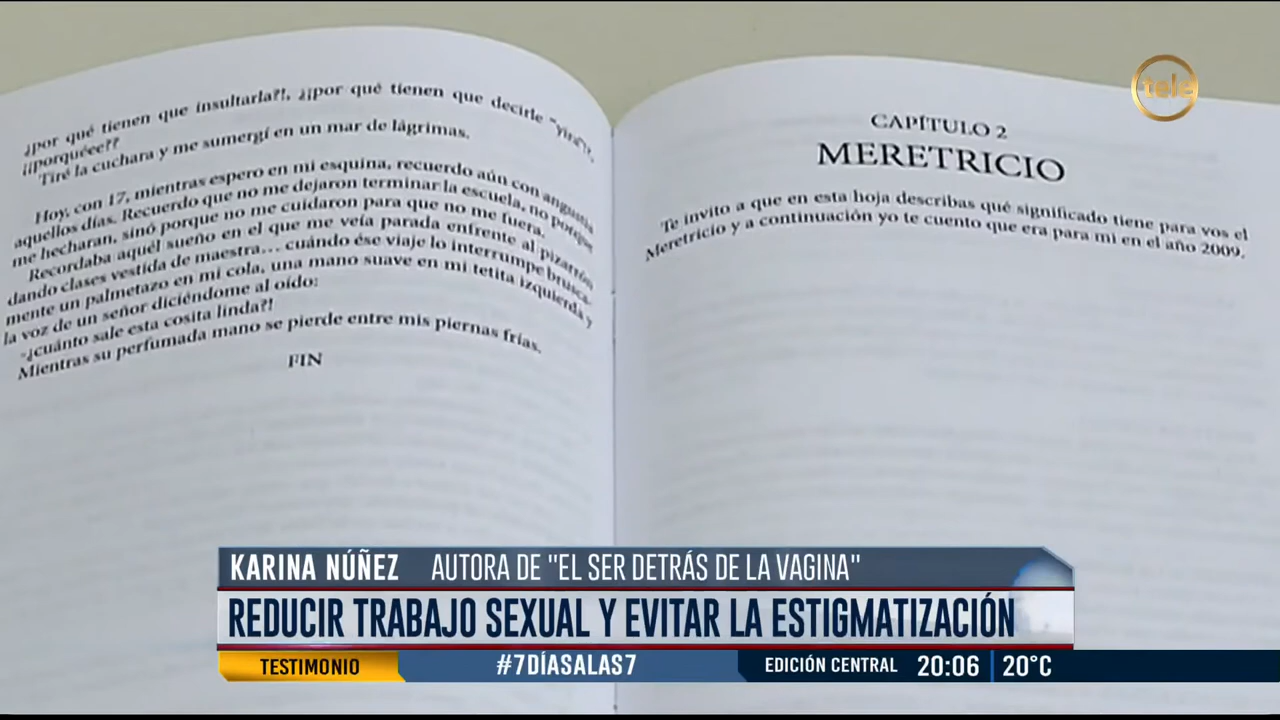 ¿por qué tienen que insultarla?!, ¿¡por qué tienen que decirle "yira"?,
¡¡porquéee??
Tiré la cuchara y me sumergí en un mar de lágrimas.
Hoy, con 17, mientras espero en mi esquina, recuerdo aún con angustia
aquellos días. Recuerdo que no me dejaron terminar la escuela, no porque
me hecharan, sinó porque no me cuidaron para que no me fuera.
Recordaba aquél sueño en el que me veía parada enfrente al pizarrón
dando clases vestida de maestra... cuándo ése viaje lo interrumpe brusca-
mente un palmetazo en mi cola, una mano suave en mi tetita izquierda y
la voz de un señor diciéndome al oído:
-¿cuánto sale esta cosita linda?!
Mientras su perfumada mano se pierde entre mis piernas frías.
FIN
CAPÍTULO 2
MERETRICIO
Te invito a que en esta hoja describas qué significado tiene para vos el
Meretricio y a continuación yo te cuento que era para mi en el año 2009.
tele
KARINA NÚÑEZ AUTORA DE "EL SER DETRÁS DE LA VAGINA"
REDUCIR TRABAJO SEXUAL Y EVITAR LA ESTIGMATIZACIÓN
TESTIMONIO #7DÍASALAS7 EDICIÓN CENTRAL 20:06 20°C